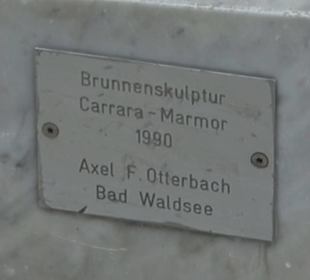 Brunnenskulptur
Carrara - Marmor
1990
Axel F. Otterbach
Bad Waldsee